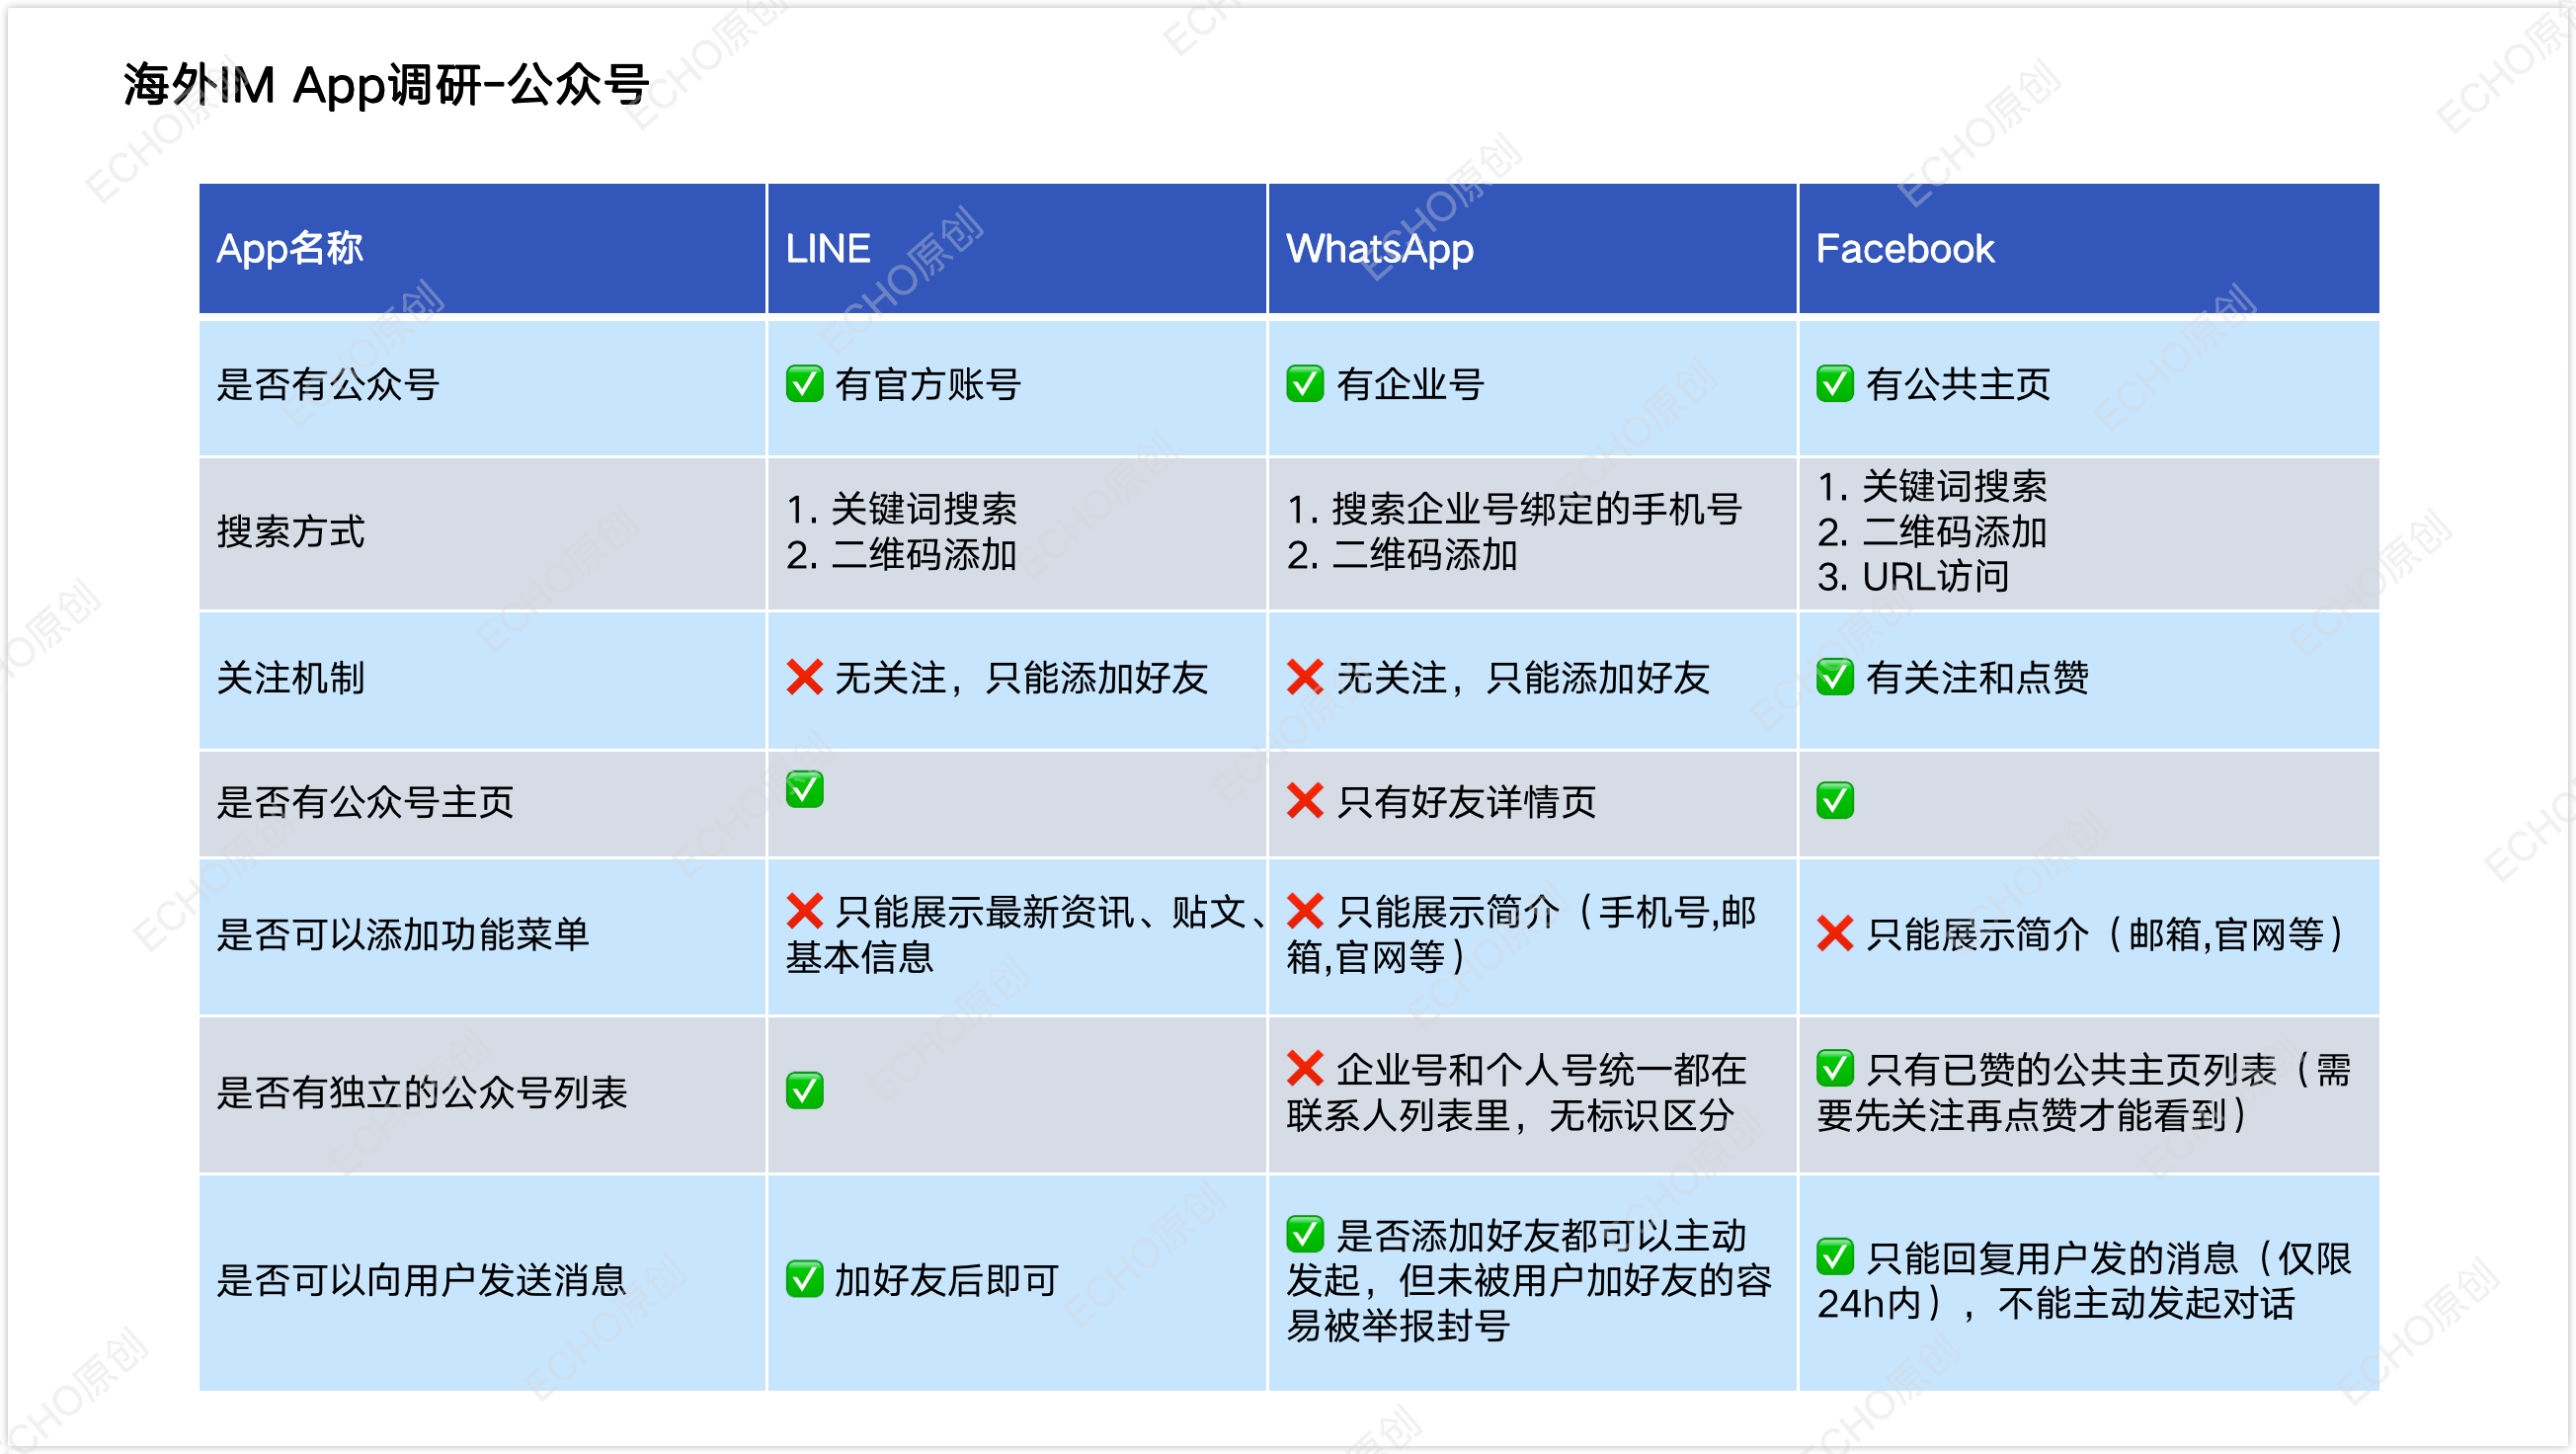 海外IM App调研-公众号
App名称
LINE
WhatsApp
Facebook
是否有公众号
✅ 有官方账号
✅ 有企业号
✅ 有公共主页
搜索方式
1. 关键词搜索
2. 二维码添加
1. 搜索企业号绑定的手机号
2. 二维码添加
1. 关键词搜索
2. 二维码添加
3. URL访问
关注机制
❌ 无关注，只能添加好友
❌ 无关注，只能添加好友
✅ 有关注和点赞
是否有公众号主页
✅
❌ 只有好友详情页
✅
是否可以添加功能菜单
❌ 只能展示最新资讯、贴文、
基本信息
❌ 只能展示简介（手机号,邮
箱,官网等）
❌ 只能展示简介（邮箱,官网等）
是否有独立的公众号列表
✅
❌ 企业号和个人号统一都在
联系人列表里，无标识区分
✅ 只有已赞的公共主页列表（需
要先关注再点赞才能看到）
是否可以向用户发送消息
✅ 加好友后即可
✅ 是否添加好友都可以主动
发起，但未被用户加好友的容
易被举报封号
✅ 只能回复用户发的消息（仅限
24h内），不能主动发起对话
ECHO原创